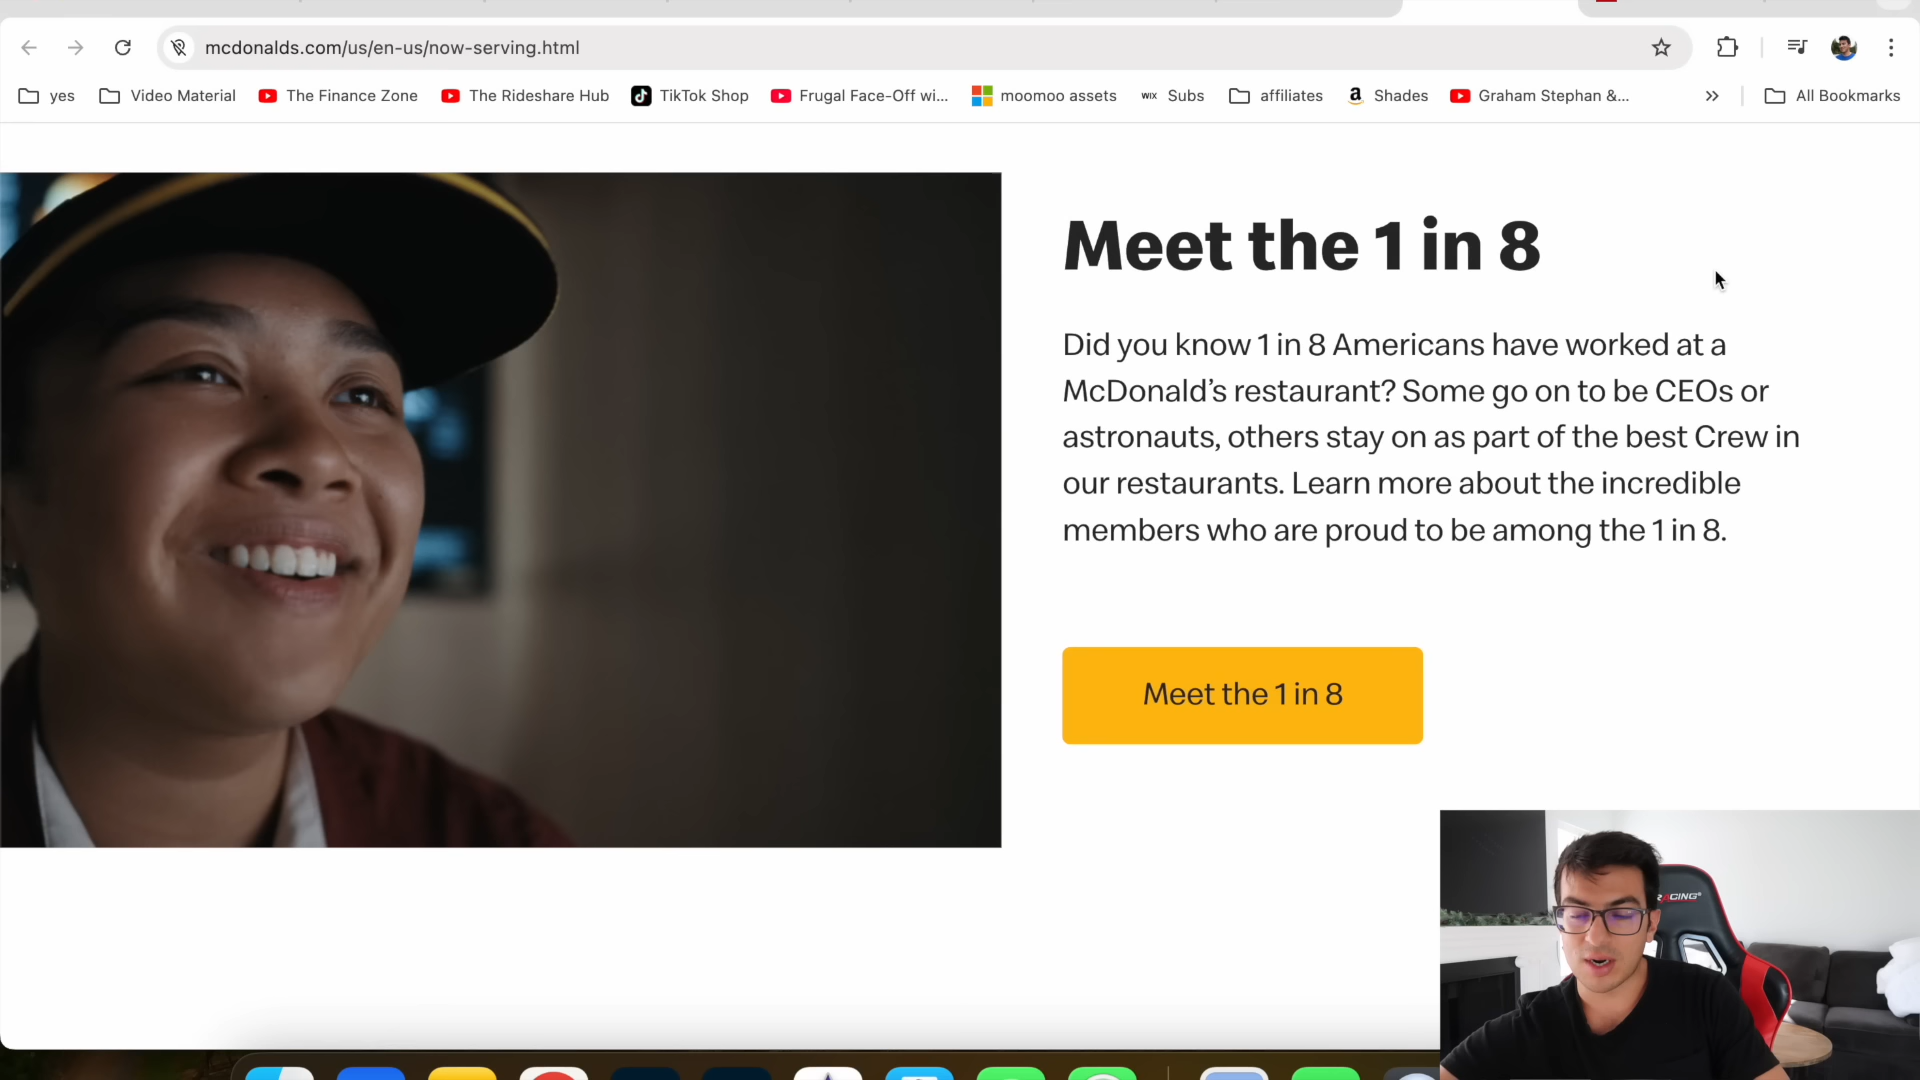 mcdonalds.com/us/en-us/now-serving.html
yes
Video Material
The Finance Zone
The Rideshare Hub
TikTok Shop
Frugal Face-Off wi...
moomoo assets
WIX
Subs
affiliates
a
Shades
Graham Stephan &...
All Bookmarks
Meet the 1 in 8
Did you know 1 in 8 Americans have worked at a
McDonald’s restaurant? Some go on to be CEOs or
astronauts, others stay on as part of the best Crew in
our restaurants. Learn more about the incredible
members who are proud to be among the 1 in 8.
Meet the 1 in 8
RACING